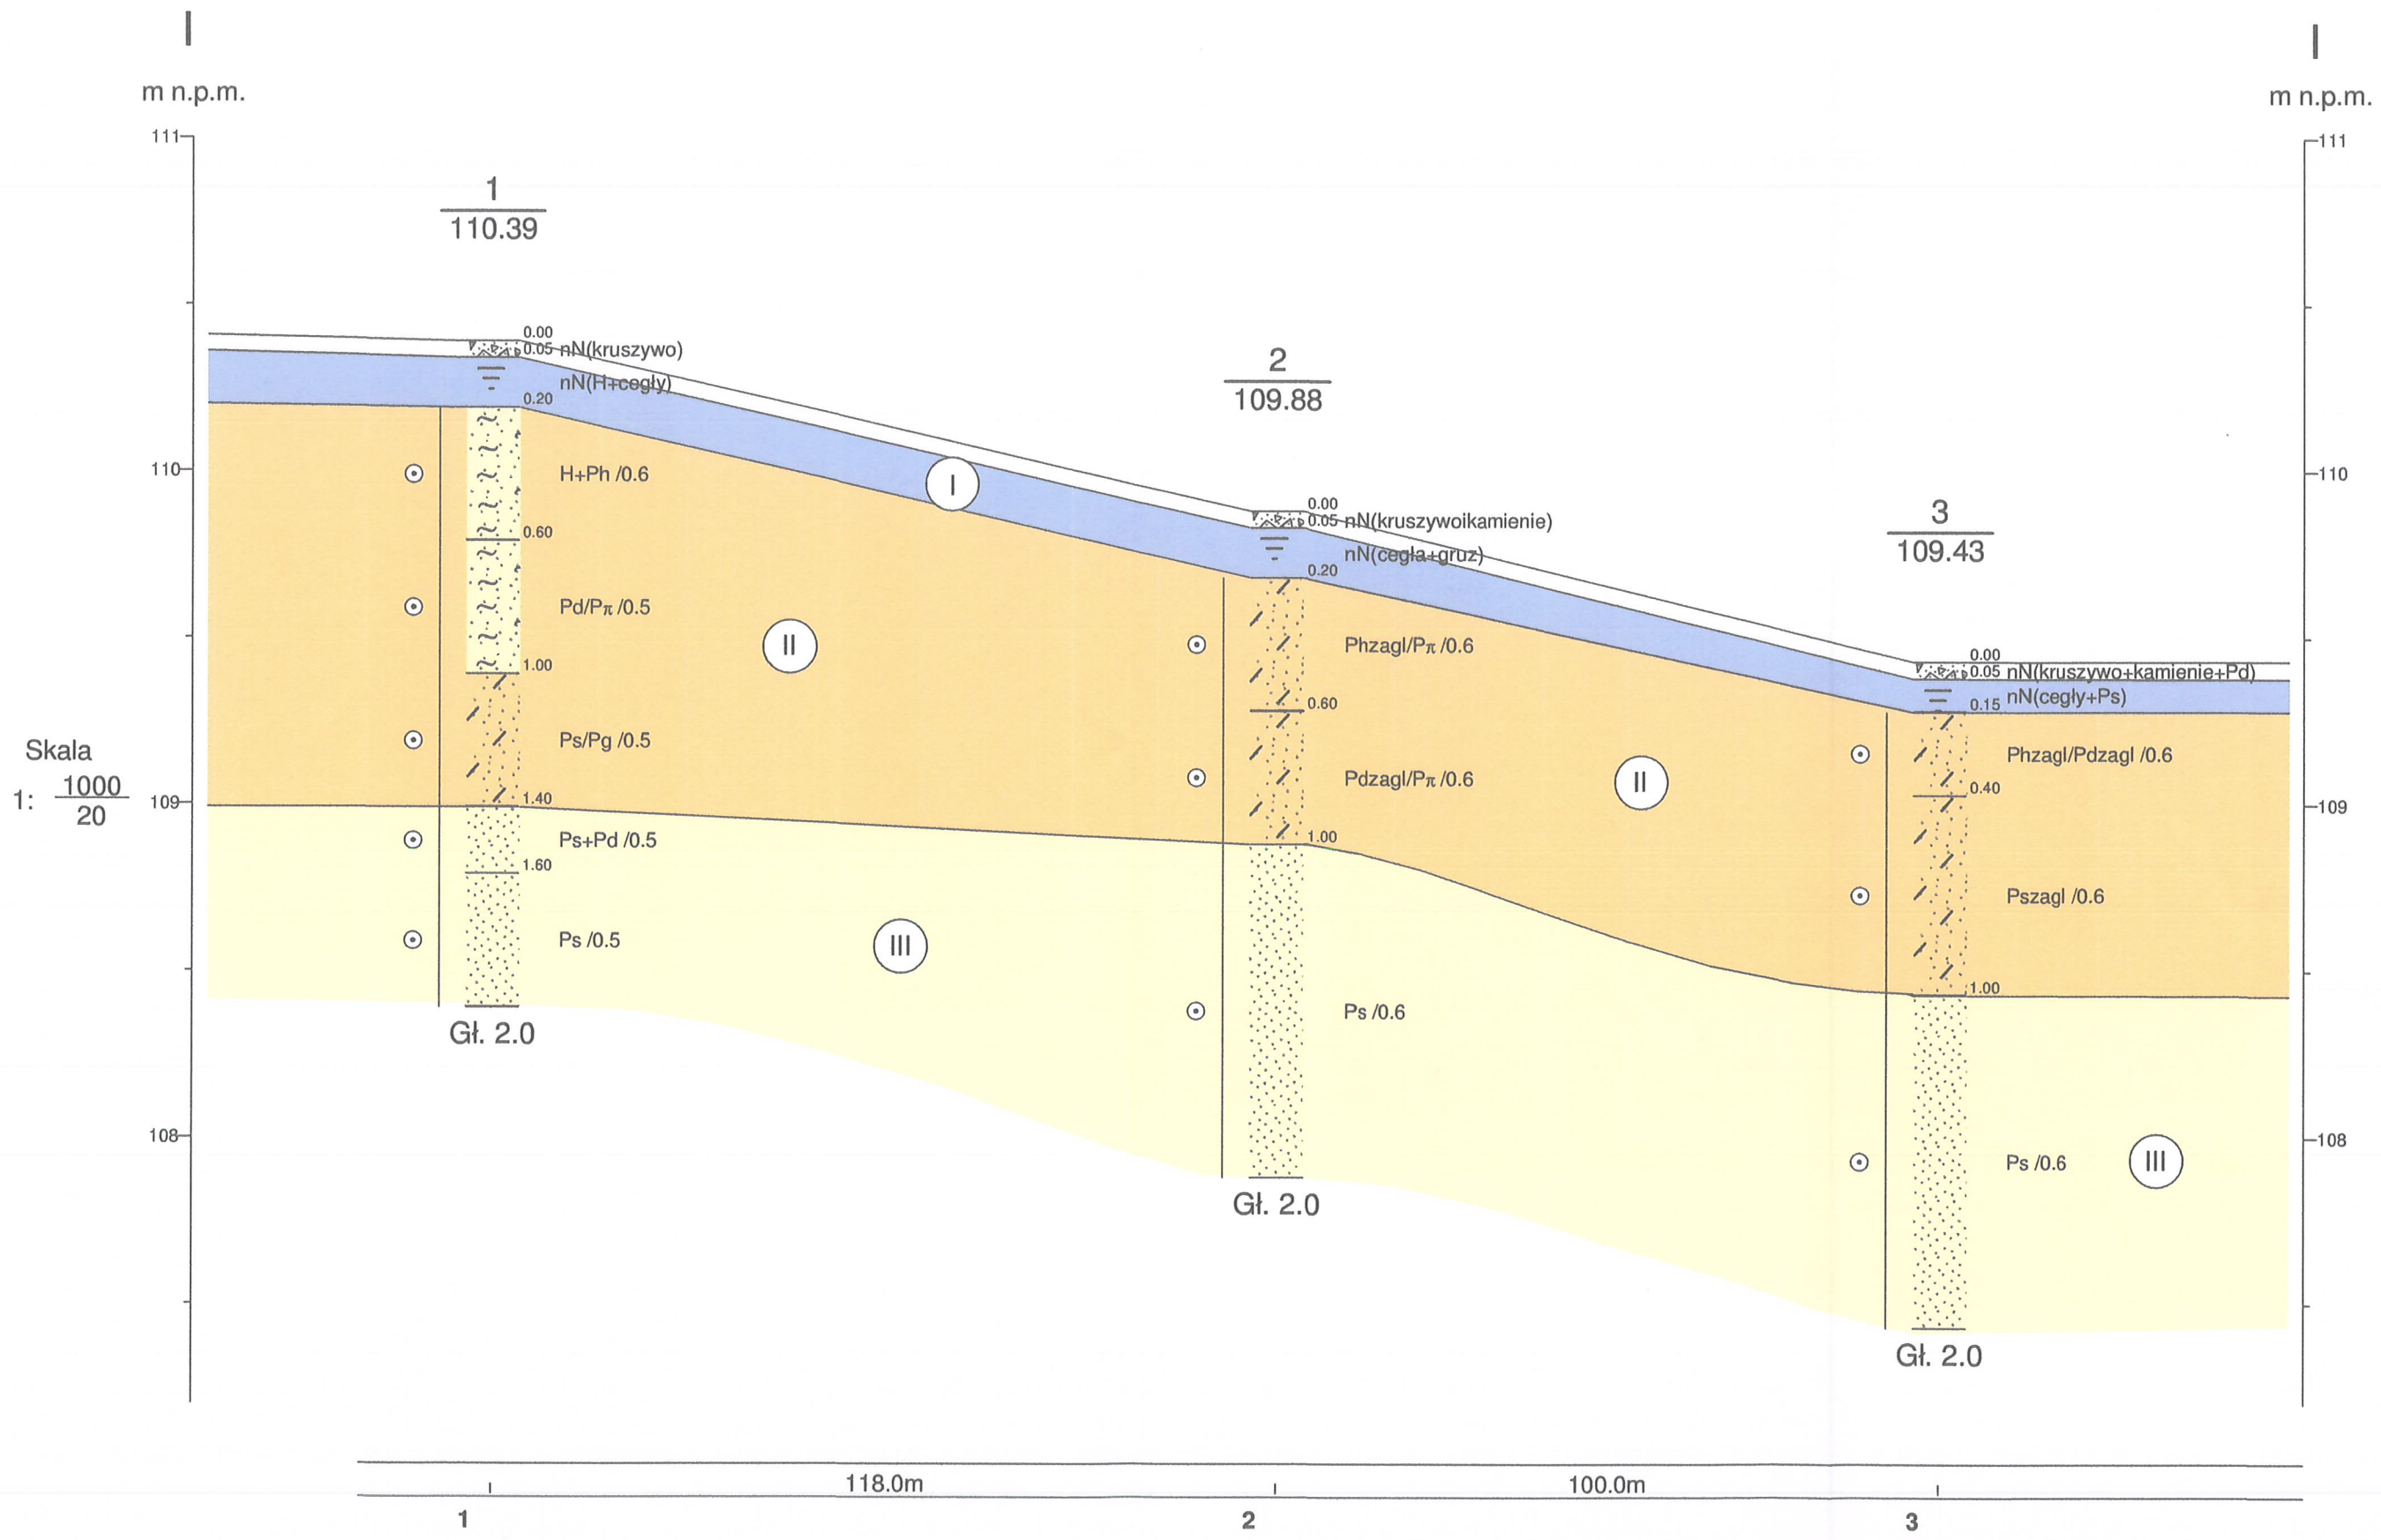 I
I
m n.p.m.
m n.p.m.
111
111
1
110.39
0.00
0.05 nN(kruszywo)
nN(H+cegły)
0.20
2
109.88
110
110
H+Ph /0.6
I
0.00
0.05 nN(kruszywoikamienie)
0.60
nN(cegła+gruz)
0.20
3
109.43
Pd/Pπ /0.5
II
Phzagl/Pπ /0.6
1.00
0.00
0.05 nN(kruszywo+kamienie+Pd)
nN(cegły+Ps)
0.15
0.60
Ps/Pg /0.5
Phzagl/Pdzagl /0.6
Skala
1: 1000
20
Pdzagl/Pπ /0.6
II
0.40
109
109
1.40
Ps+Pd /0.5
1.00
1.60
Pszagl /0.6
Ps /0.5
III
1.00
Ps /0.6
Gł. 2.0
108
108
Ps /0.6
III
Gł. 2.0
Gł. 2.0
118.0m
100.0m
1
2
3